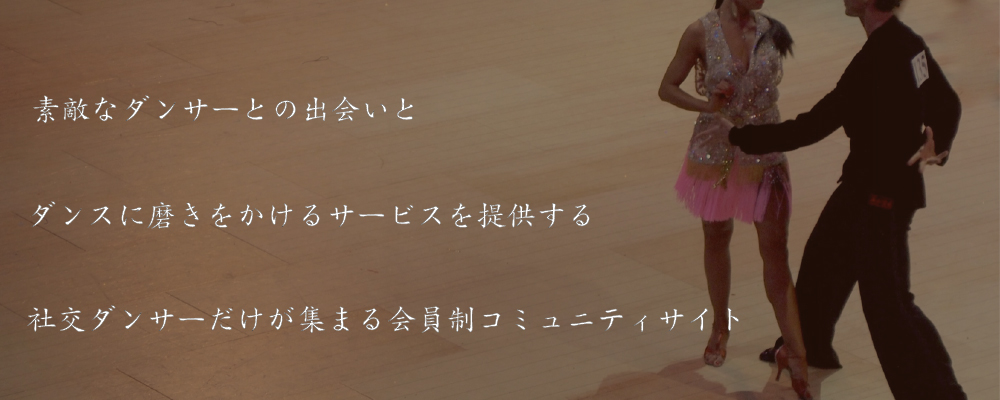 素敵なダンサーとの出会いと
ダンスに磨きをかけるサービスを提供する
社交ダンサーだけが集まる会員制コミュニティサイト